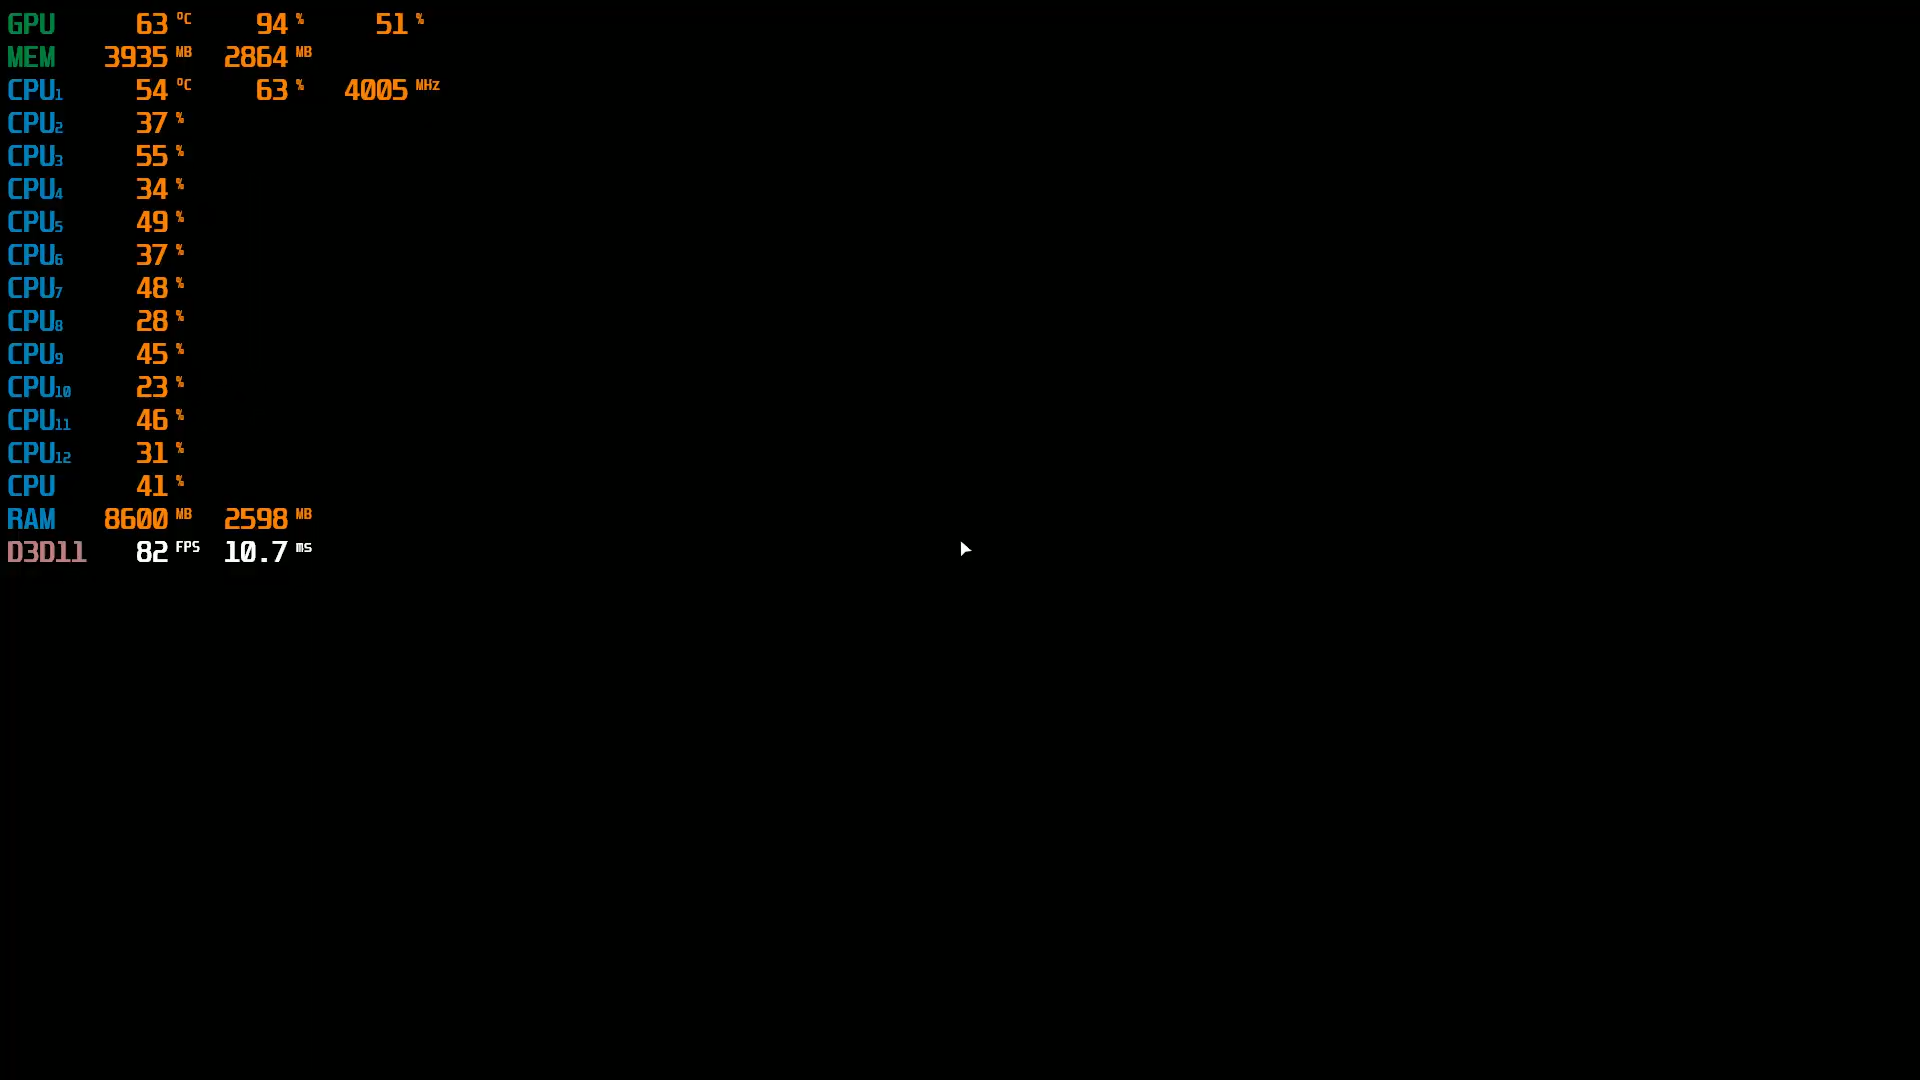 GPU 63 °C 94 % 51 %
MEM 3935 MB 2864 MB
CPU1 54 °C 63 % 4005 MHz
CPU2 37 %
CPU3 55 %
CPU4 34 %
CPU5 49 %
CPU6 37 %
CPU7 48 %
CPU8 28 %
CPU9 45 %
CPU10 23 %
CPU11 46 %
CPU12 31 %
CPU 41 %
RAM 8600 MB 2598 MB
D3D11 82 FPS 10.7 ms